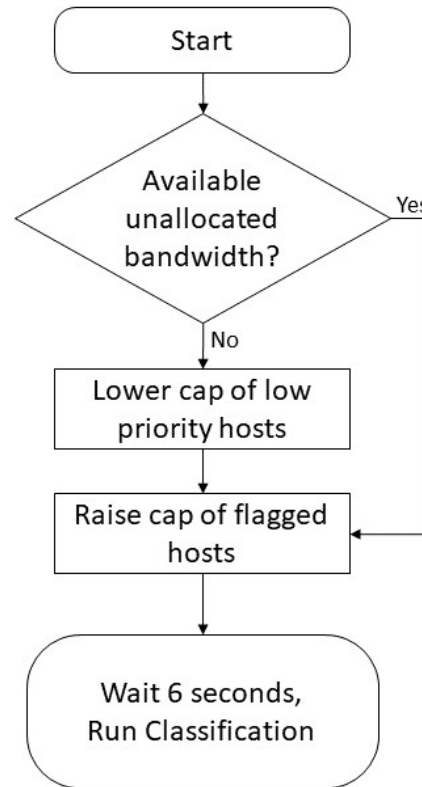 Start
Available
unallocated
bandwidth?
Yes
No
Lower cap of low
priority hosts
Raise cap of flagged
hosts
Wait 6 seconds,
Run Classification